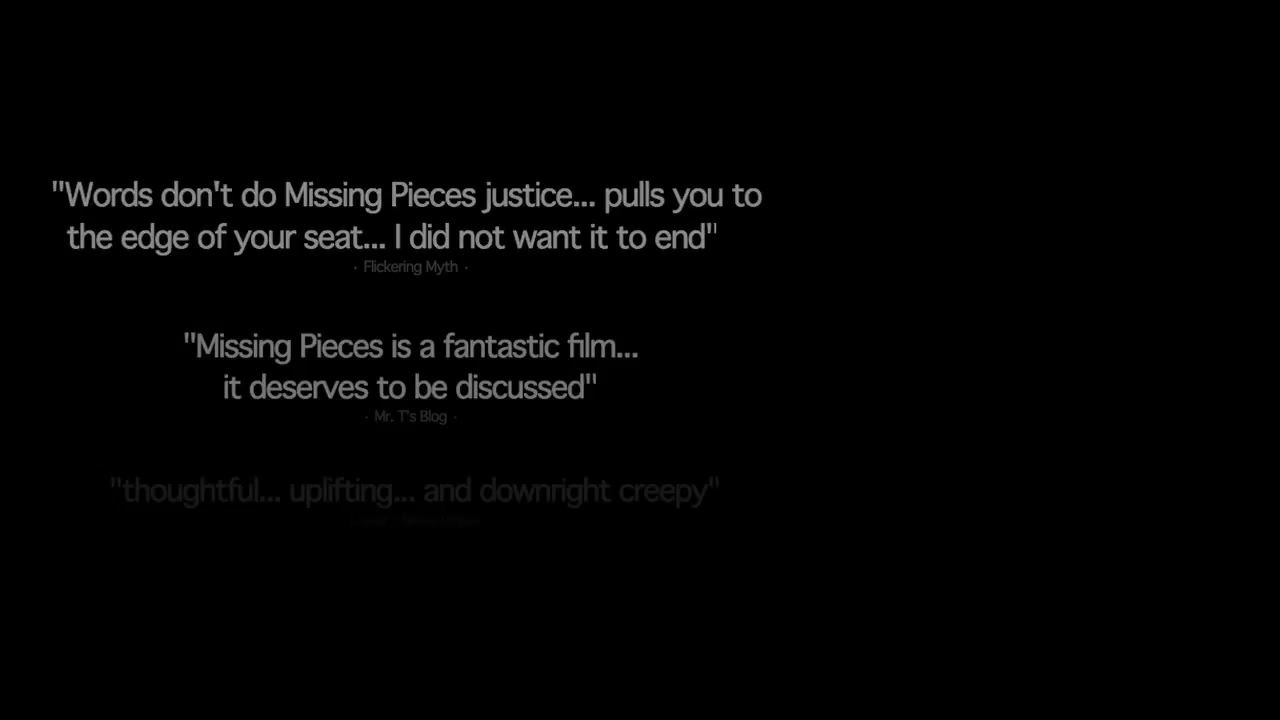 "Words don't do Missing Pieces justice... pulls you to
the edge of your seat... I did not want it to end"
· Flickering Myth ·
"Missing Pieces is a fantastic film...
it deserves to be discussed"
· Mr. T's Blog ·
"thoughtful... uplifting... and downright creepy"